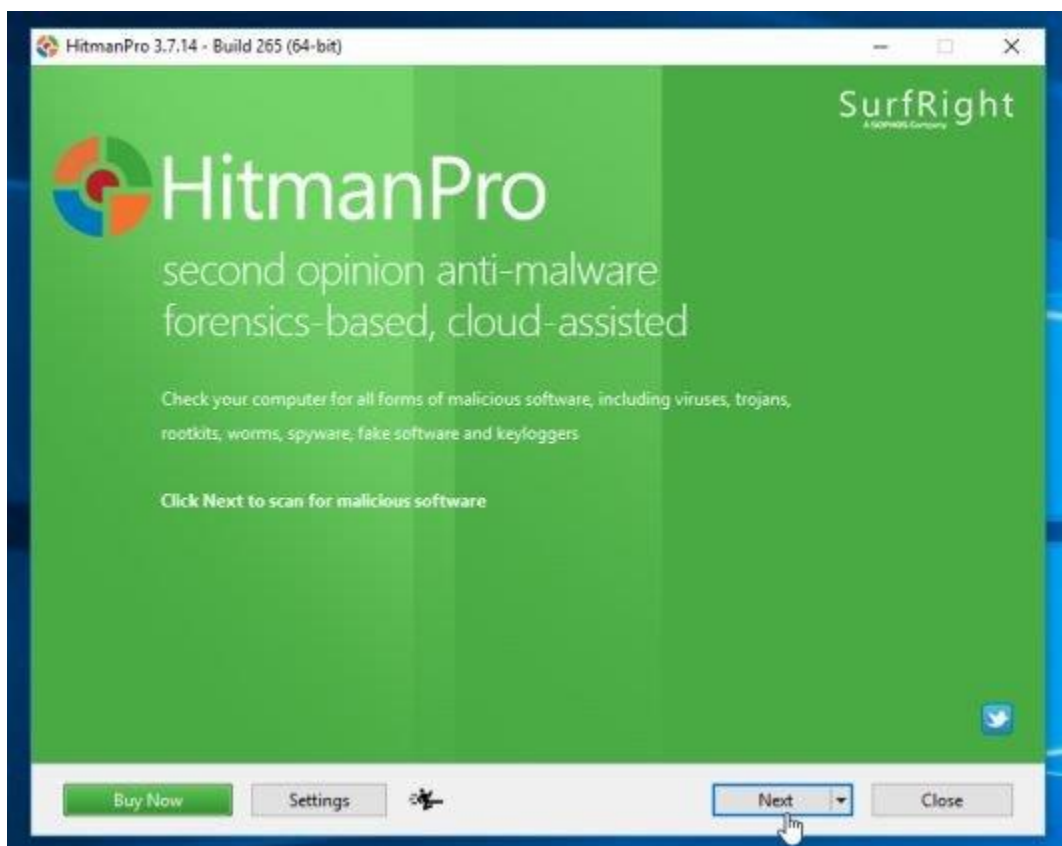 HitmanPro 3.7.14 - Build 265 (64-bit)
SurfRight
A SOPHOS Company
HitmanPro
second opinion anti-malware
forensics-based, cloud-assisted
Check your computer for all forms of malicious software, including viruses, trojans,
rootkits, worms, spyware, fake software and keyloggers
Click Next to scan for malicious software
Buy Now
Settings
Next
Close